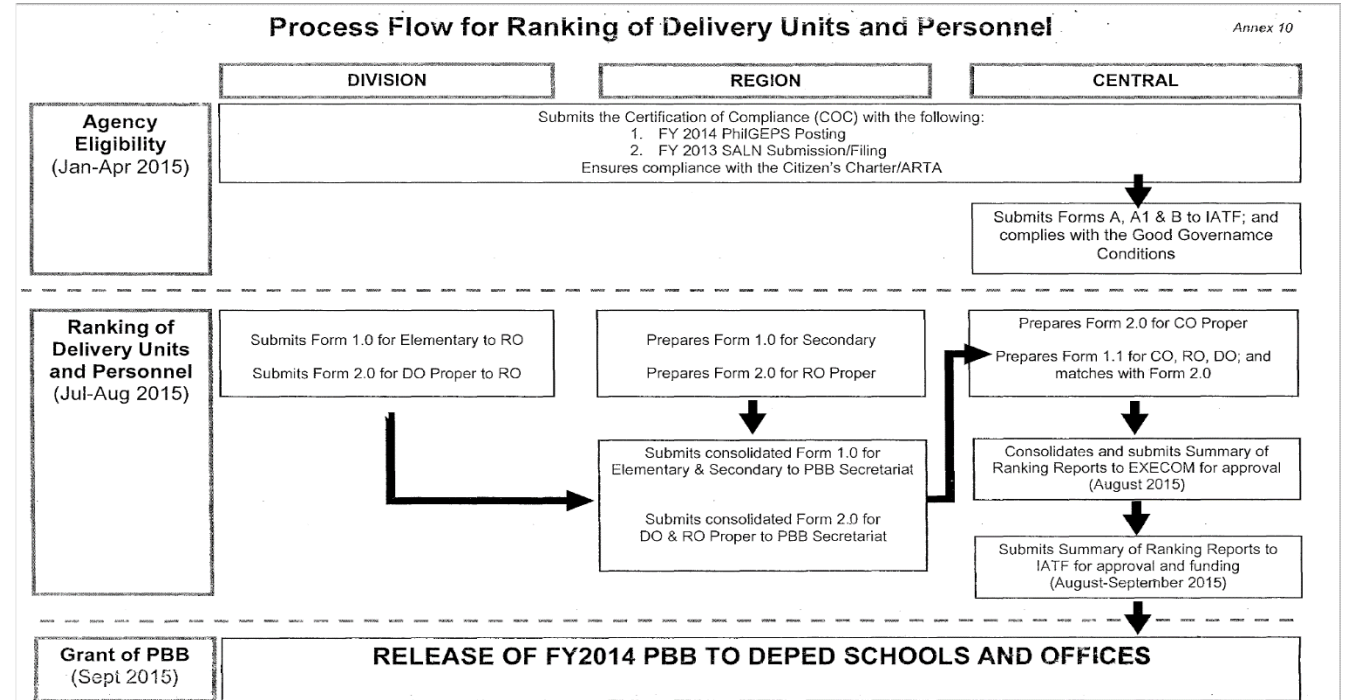 Process Flow for Ranking of Delivery Units and Personnel
Annex 10
DIVISION
REGION
CENTRAL
Agency
Eligibility
(Jan-Apr 2015)
Submits the Certification of Compliance (COC) with the following:
1. FY 2014 PhilGEPS Posting
2. FY 2013 SALN Submission/Filing
Ensures compliance with the Citizen's Charter/ARTA
Submits Forms A, A1 & B to IATF; and
complies with the Good Governamce
Conditions
Ranking of
Delivery Units
and Personnel
(Jul-Aug 2015)
Submits Form 1.0 for Elementary to RO
Submits Form 2.0 for DO Proper to RO
Prepares Form 1.0 for Secondary
Prepares Form 2.0 for RO Proper
Submits consolidated Form 1.0 for
Elementary & Secondary to PBB Secretariat
Submits consolidated Form 2.0 for
DO & RO Proper to PBB Secretariat
Prepares Form 2.0 for CO Proper
Prepares Form 1.1 for CO, RO, DO; and
matches with Form 2.0
Consolidates and submits Summary of
Ranking Reports to EXECOM for approval
(August 2015)
Submits Summary of Ranking Reports to
IATF for approval and funding
(August-September 2015)
Grant of PBB
(Sept 2015)
RELEASE OF FY2014 PBB TO DEPED SCHOOLS AND OFFICES